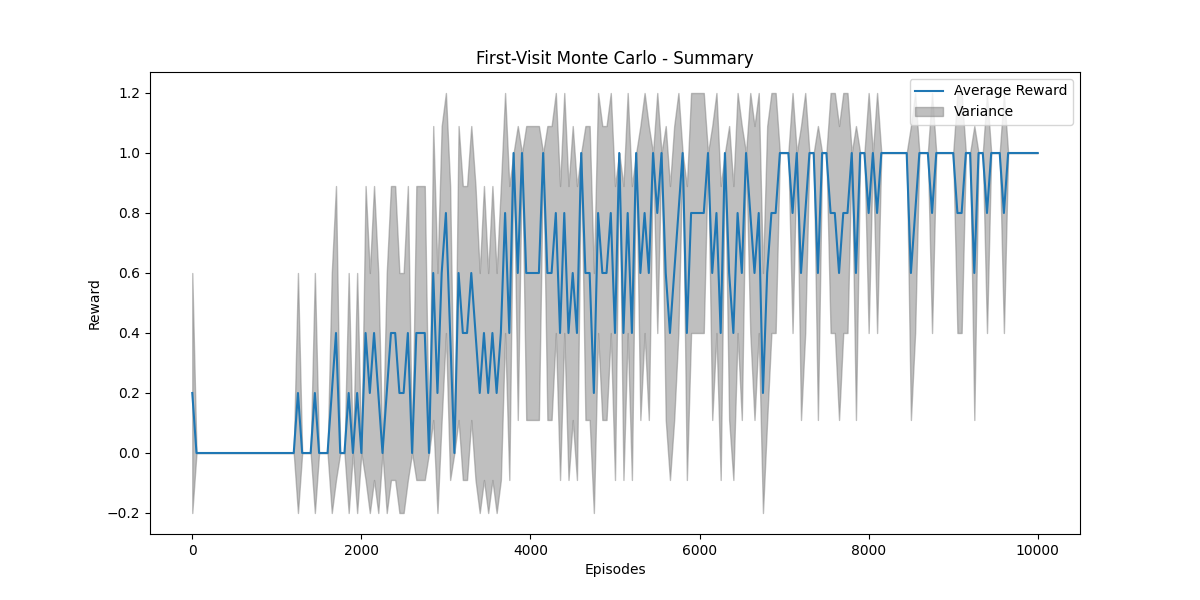 First-Visit Monte Carlo - Summary
Average Reward
Variance
1.2
1.0
0.8
0.6
0.4
0.2
0.0
−0.2
Reward
0 2000 4000 6000 8000 10000
Episodes